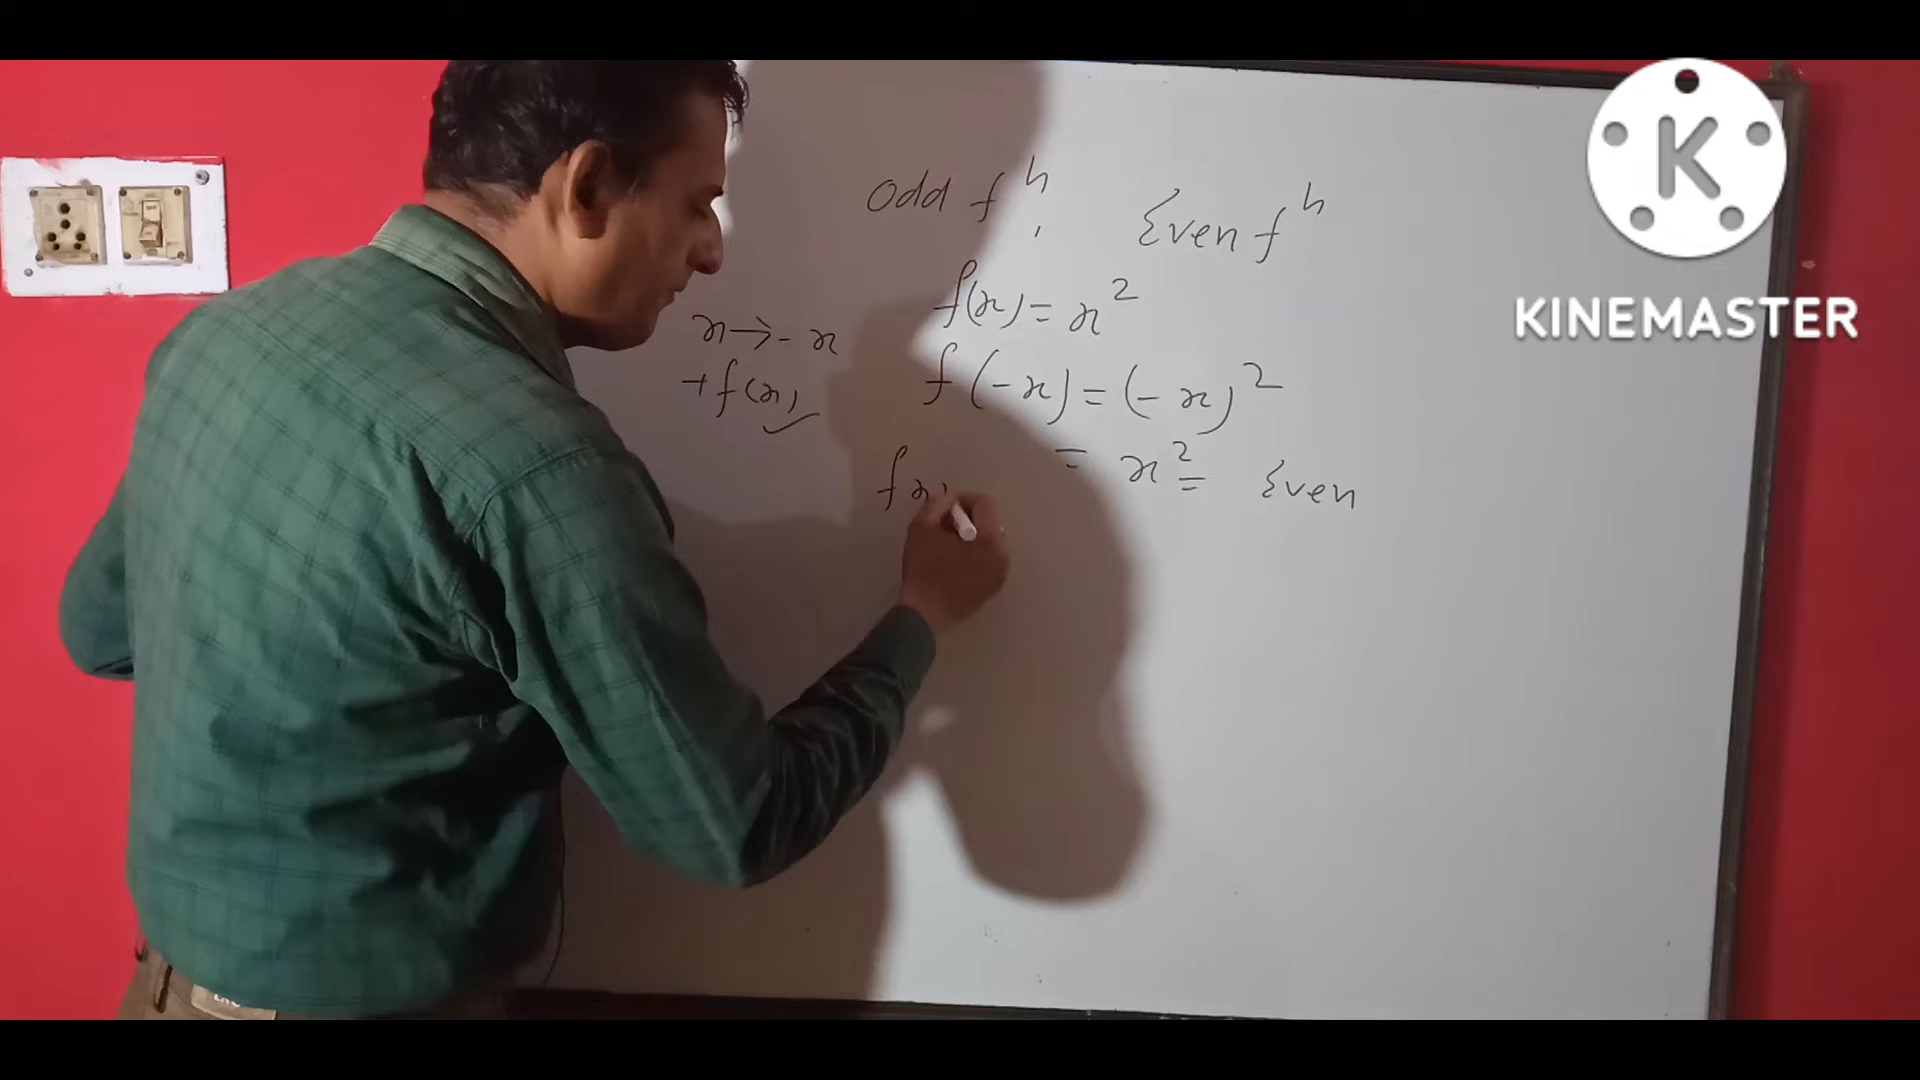 odd fⁿ, Even fⁿ
f(x) = x²
x → - x
+ f(x)
f(-x) = (-x)²
= x² = Even
f x)
K
KINEMASTER